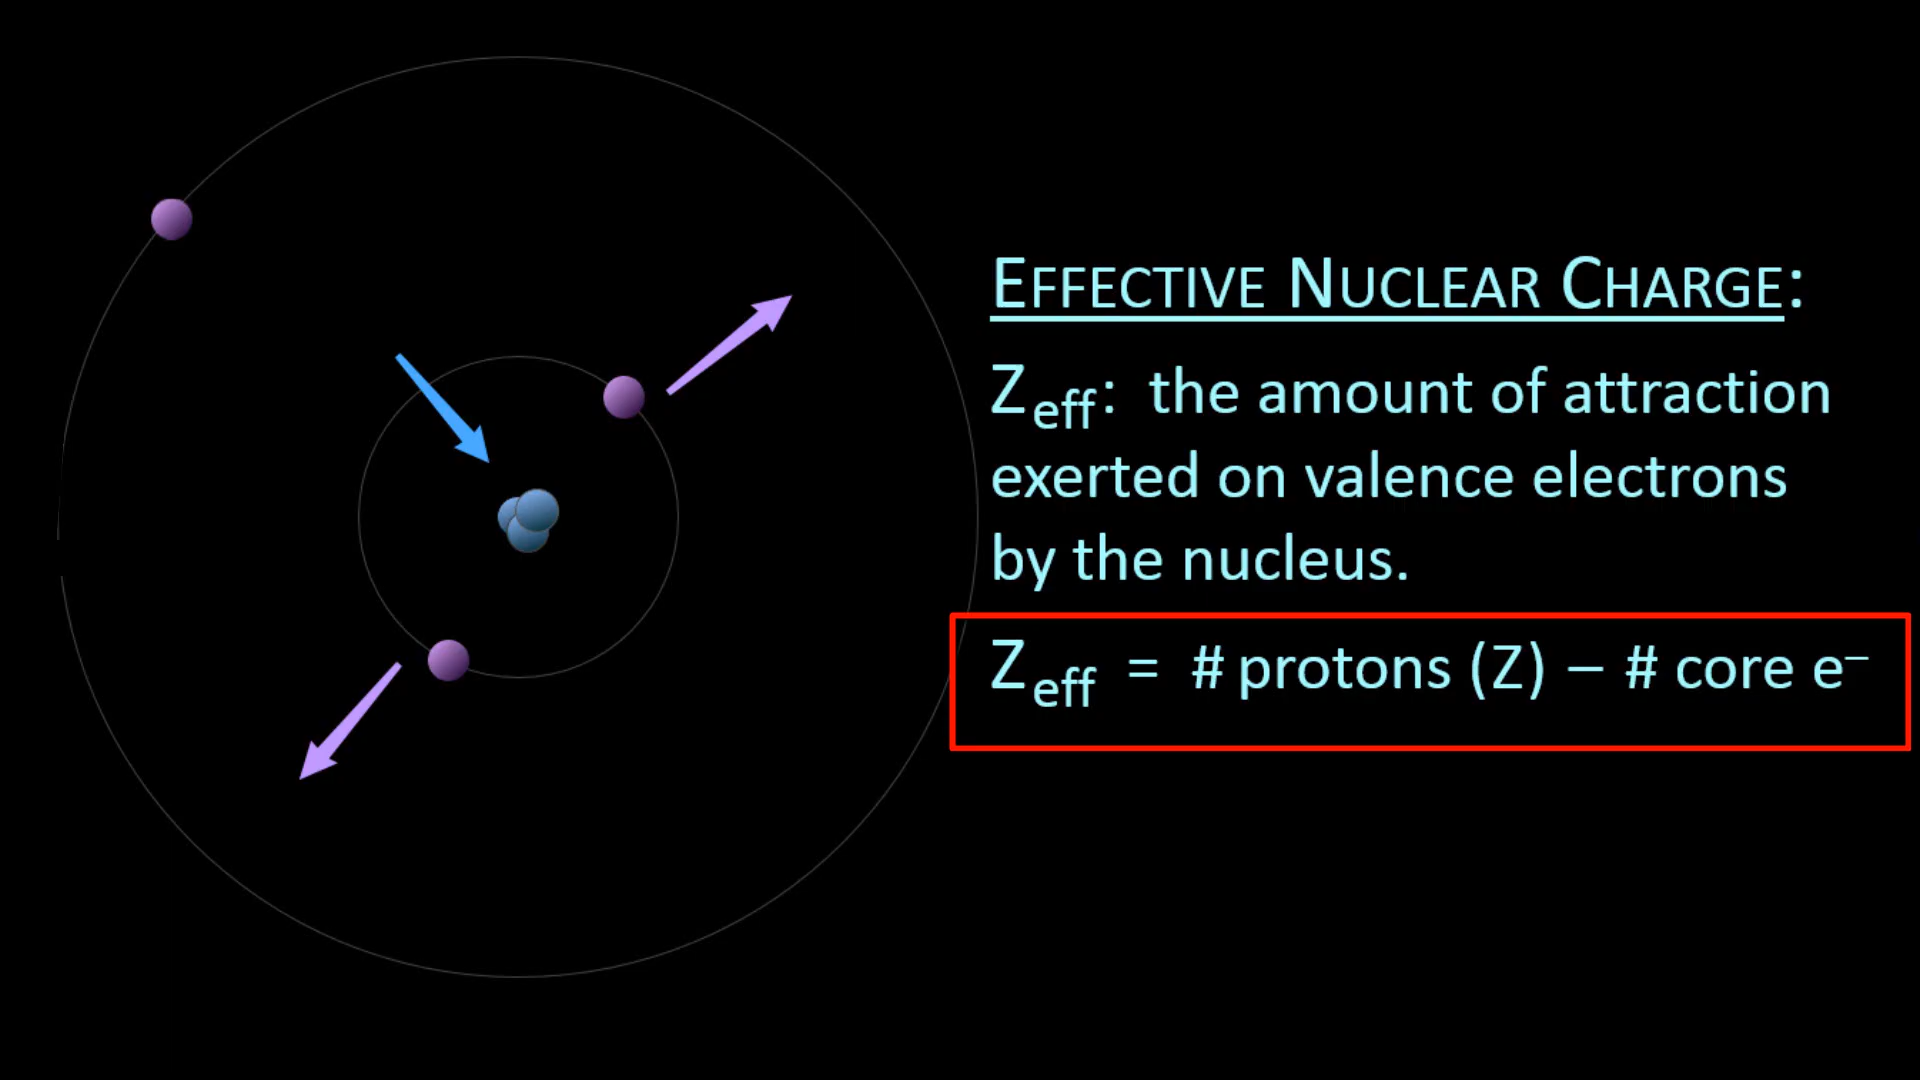 EFFECTIVE NUCLEAR CHARGE:
Zeff: the amount of attraction
exerted on valence electrons
by the nucleus.
Zeff = # protons (Z) – # core e⁻